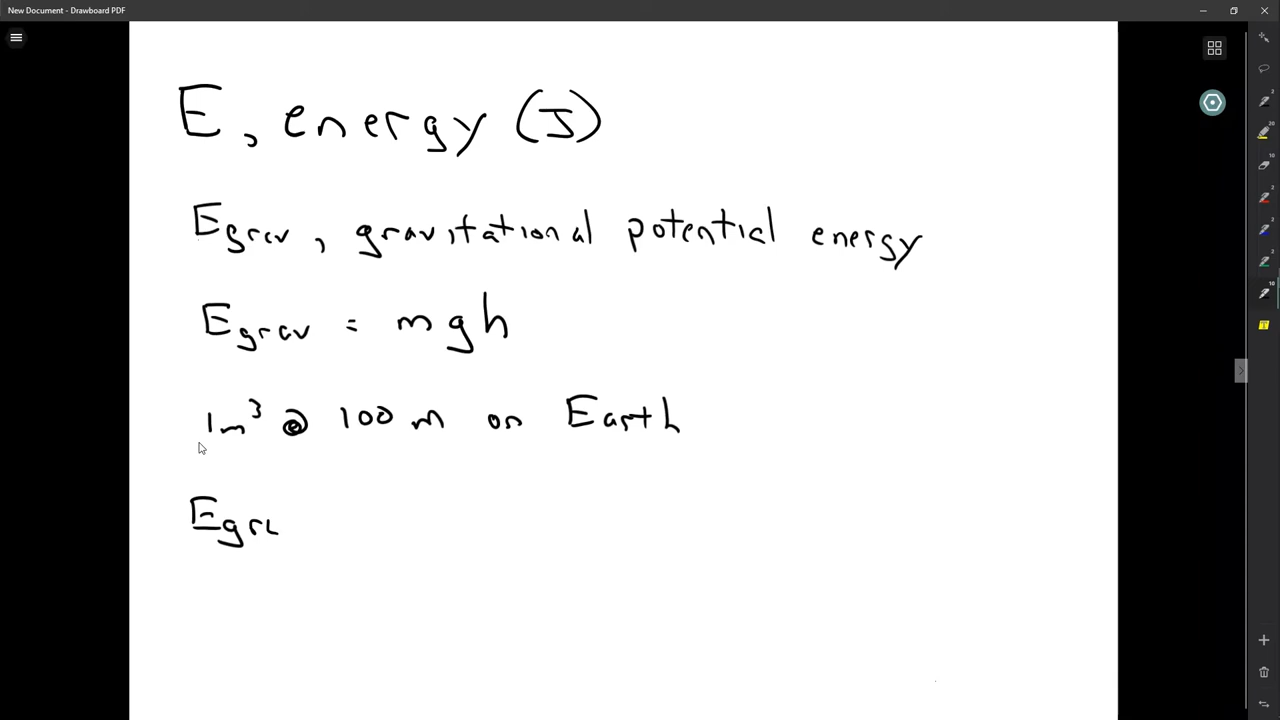 New Document - Drawboard PDF
E, energy (J)
Egrav, gravitational potential energy
Egrav = mgh
1m³ @ 100 m on Earth
Egra